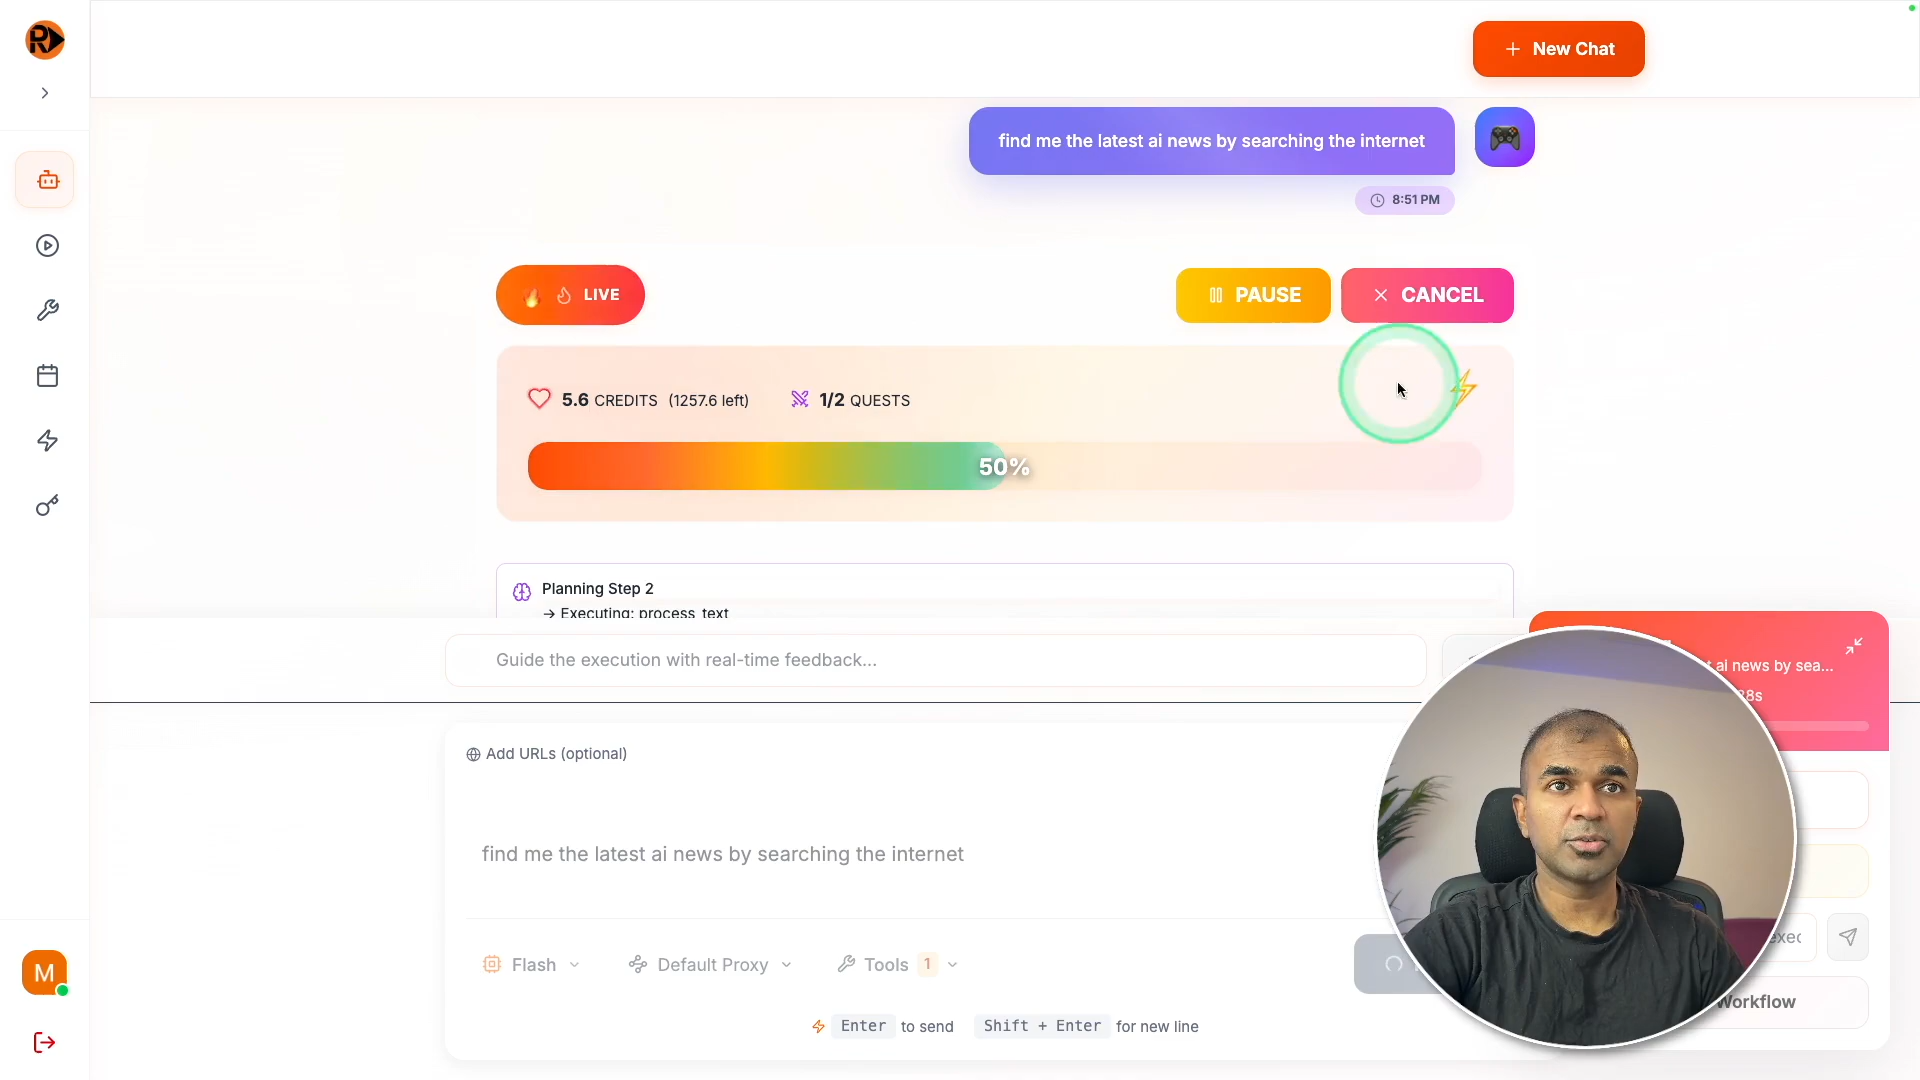 New Chat
find me the latest ai news by searching the internet
8:51 PM
LIVE
PAUSE
CANCEL
5.6 CREDITS (1257.6 left)
1/2 QUESTS
50%
Planning Step 2
→ Executing: process_text
Guide the execution with real-time feedback...
ai news by sea...
38s
Add URLs (optional)
find me the latest ai news by searching the internet
Flash
Default Proxy
Tools 1
Workflow
Enter to send Shift + Enter for new line
M